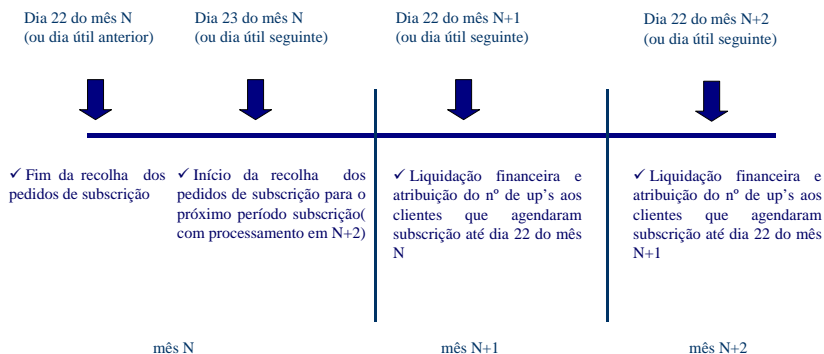 Dia 22 do mês N
(ou dia útil anterior)
Dia 23 do mês N
(ou dia útil seguinte)
Dia 22 do mês N+1
(ou dia útil seguinte)
Dia 22 do mês N+2
(ou dia útil seguinte)
✓ Fim da recolha dos
pedidos de subscrição
✓ Início da recolha dos
pedidos de subscrição para o
próximo período subscrição(
com processamento em N+2)
✓ Liquidação financeira e
atribuição do nº de up’s aos
clientes que agendaram
subscrição até dia 22 do mês
N
✓ Liquidação financeira e
atribuição do nº de up’s aos
clientes que agendaram
subscrição até dia 22 do mês
N+1
mês N
mês N+1
mês N+2